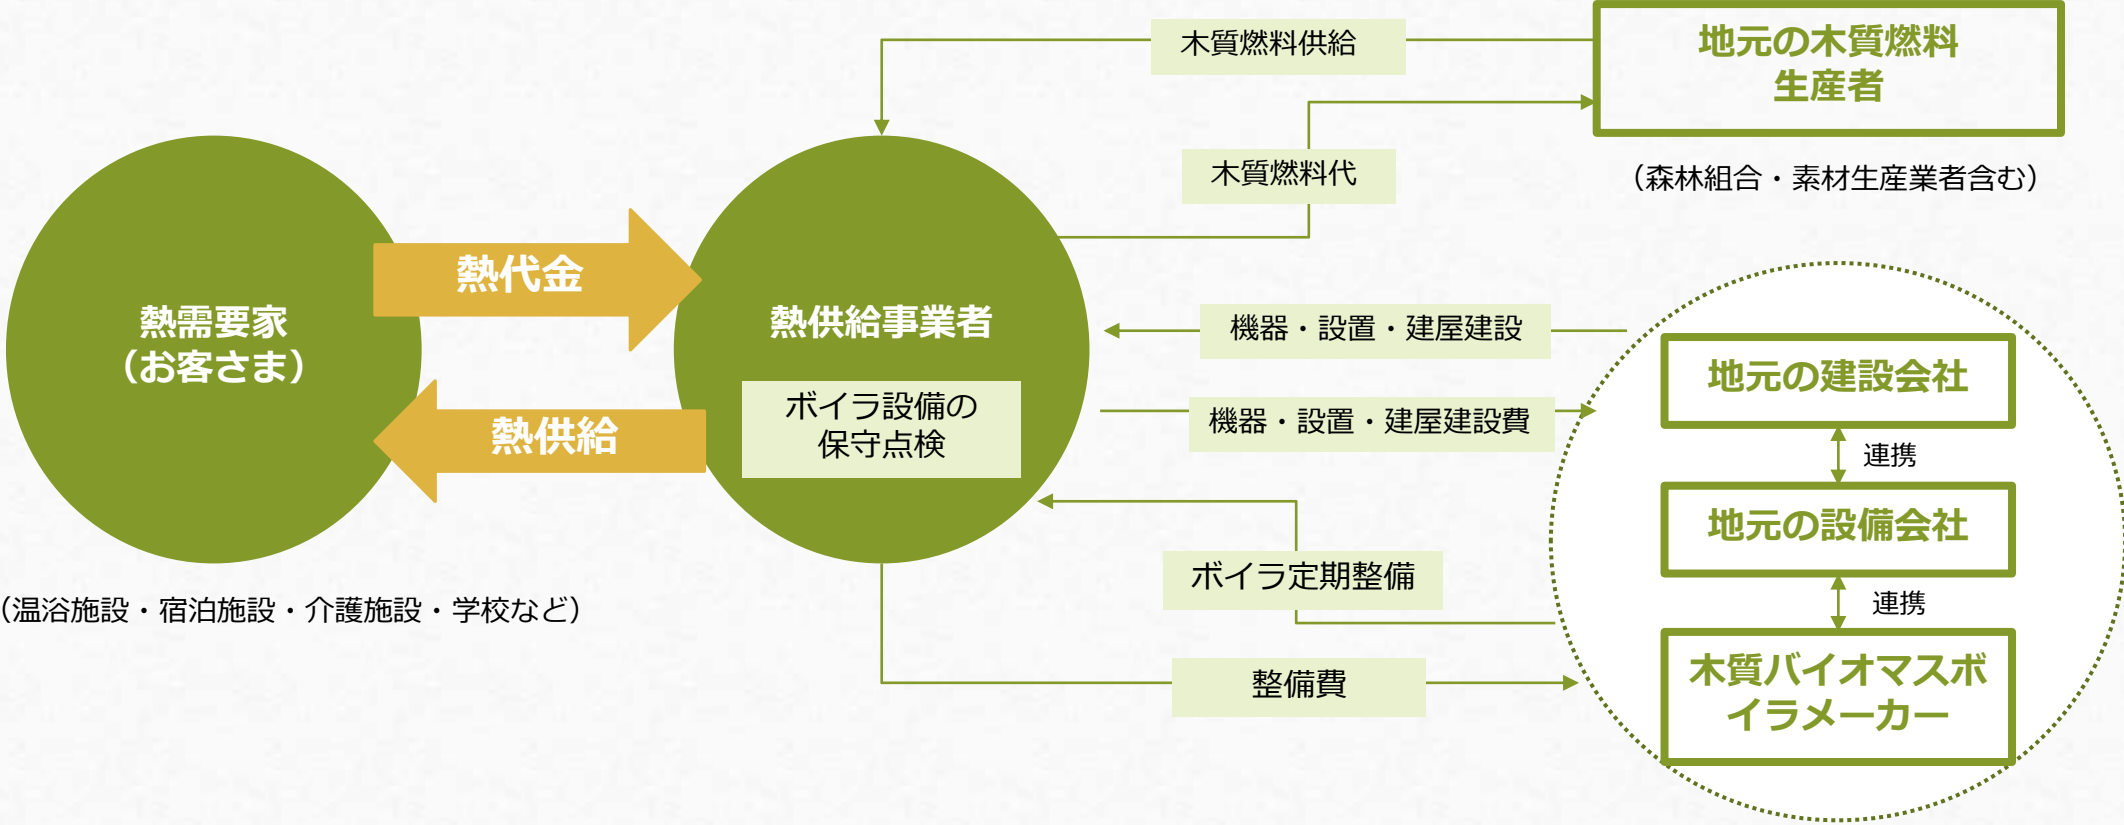 木質燃料供給
地元の木質燃料
生産者
木質燃料代
（森林組合・素材生産業者含む）
熱代金
熱需要家
（お客さま）
熱供給
熱供給事業者
ボイラ設備の
保守点検
機器・設置・建屋建設
機器・設置・建屋建設費
地元の建設会社
連携
地元の設備会社
連携
木質バイオマスボ
イラメーカー
ボイラ定期整備
整備費
（温浴施設・宿泊施設・介護施設・学校など）